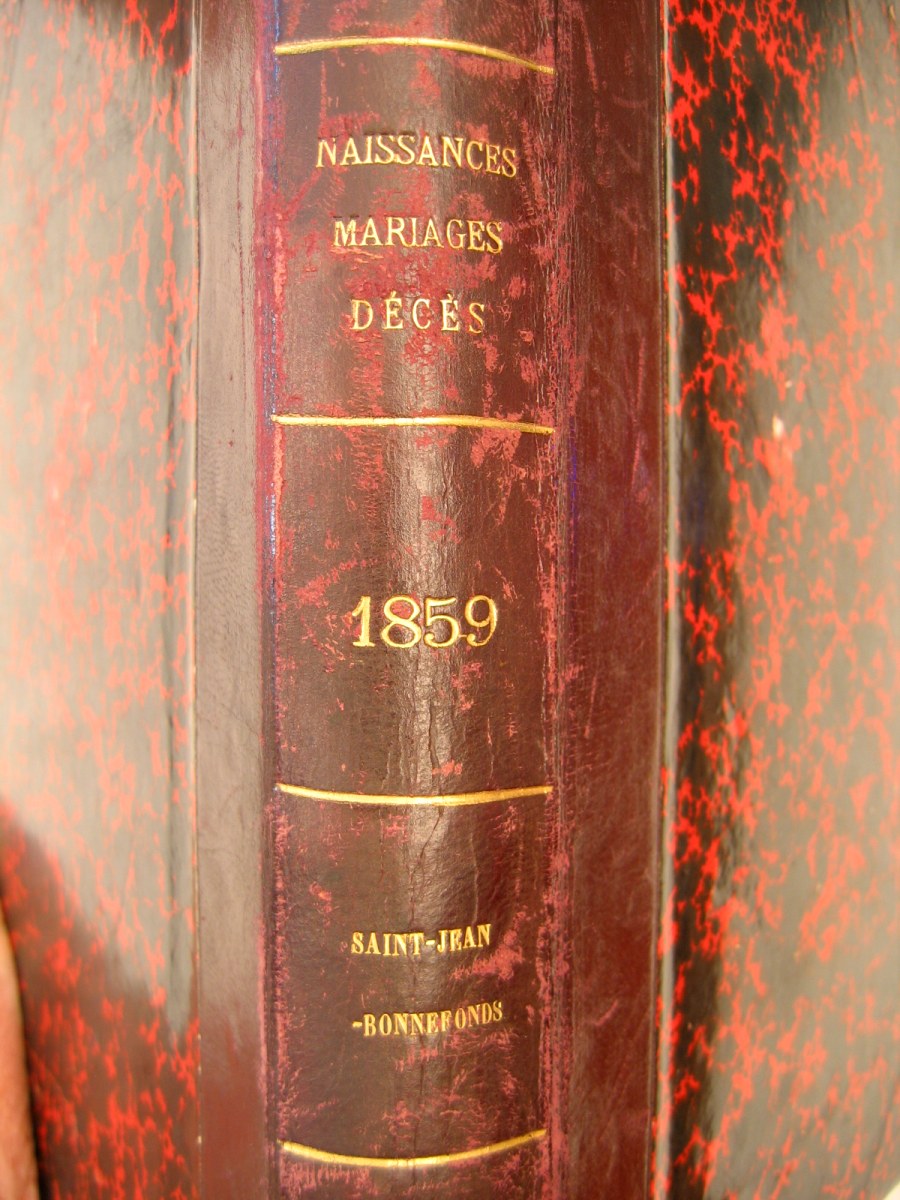 NAISSANCES
MARIAGES
DÉCÈS
1859
SAINT-JEAN
-BONNEFONDS